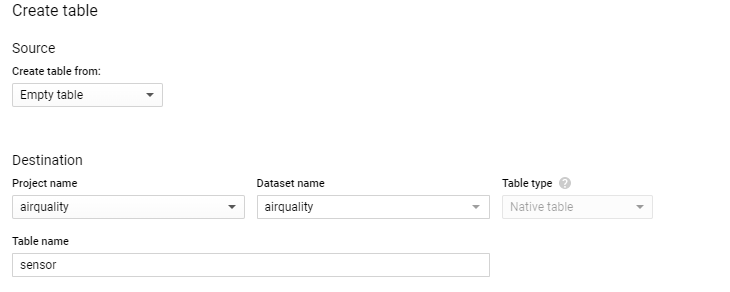 Create table
Source
Create table from:
Empty table
Destination
Project name Dataset name Table type ?
airquality airquality Native table
Table name
sensor